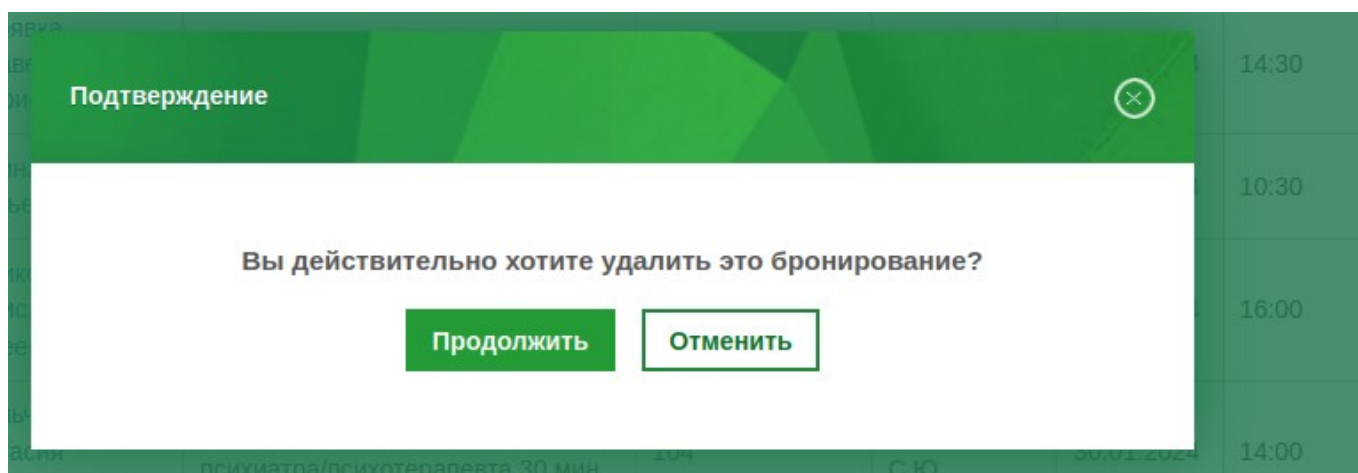 14:30
Подтверждение
10:30
Вы действительно хотите удалить это бронирование?
16:00
Продолжить Отменить
104 30.01.2024 14:00
психиатра/психотерапевта 30 мин С.Ю.